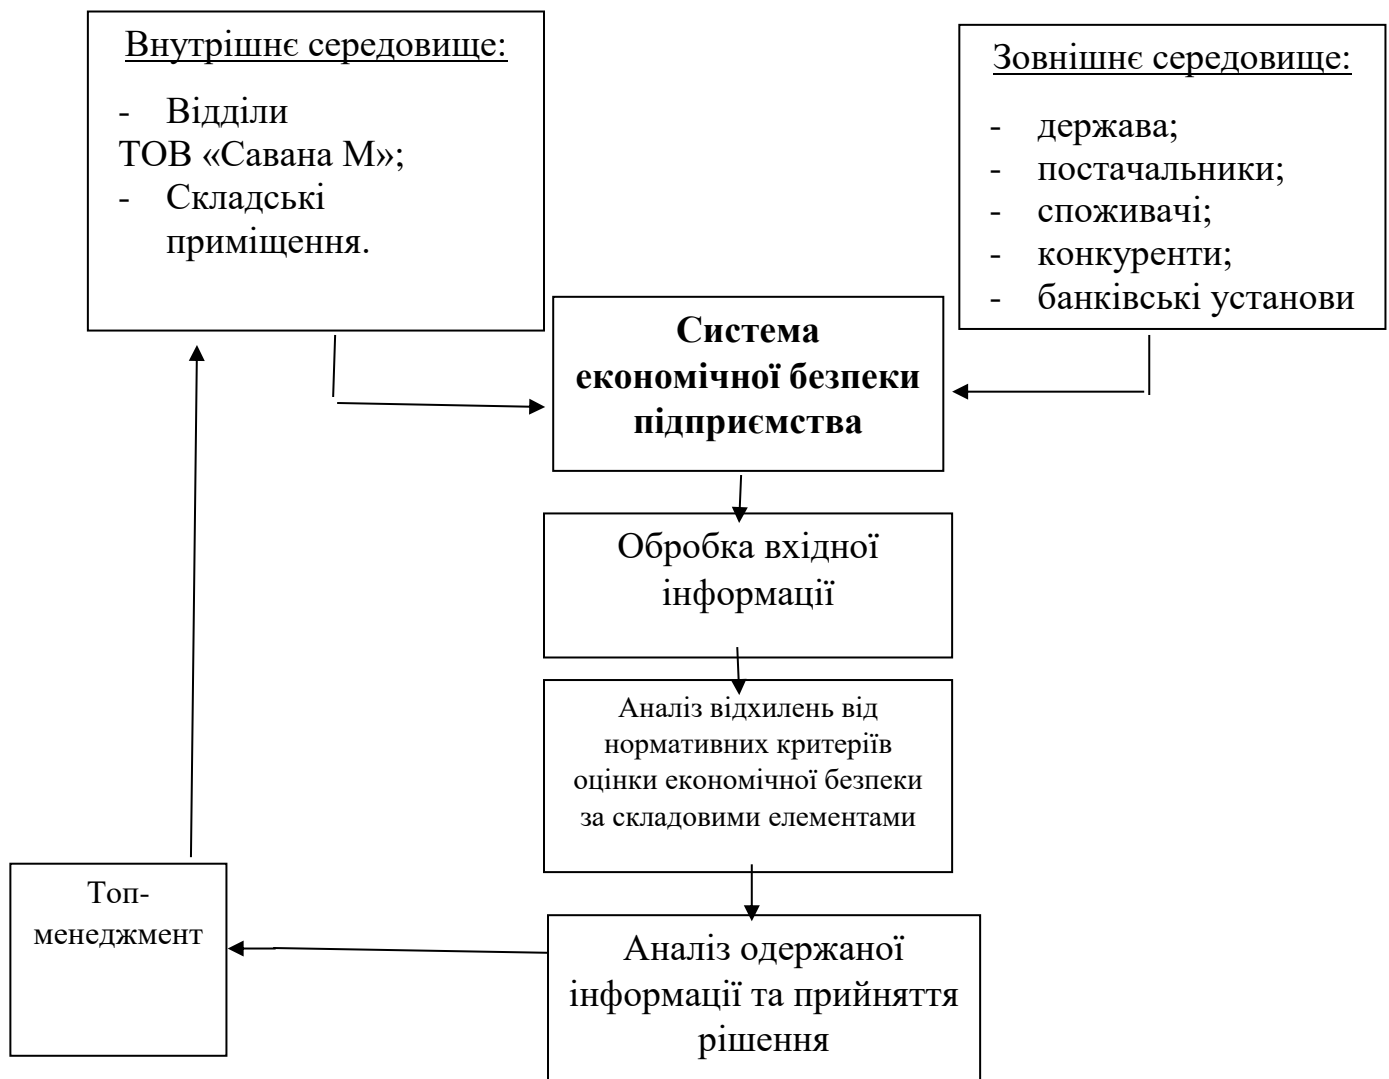 Внутрішнє середовище:
- Відділи
ТОВ «Савана М»;
- Складські
приміщення.
Зовнішнє середовище:
- держава;
- постачальники;
- споживачі;
- конкуренти;
- банківські установи
Система
економічної безпеки
підприємства
Обробка вхідної
інформації
Аналіз відхилень від
нормативних критеріїв
оцінки економічної безпеки
за складовими елементами
Топ-
менеджмент
Аналіз одержаної
інформації та прийняття
рішення